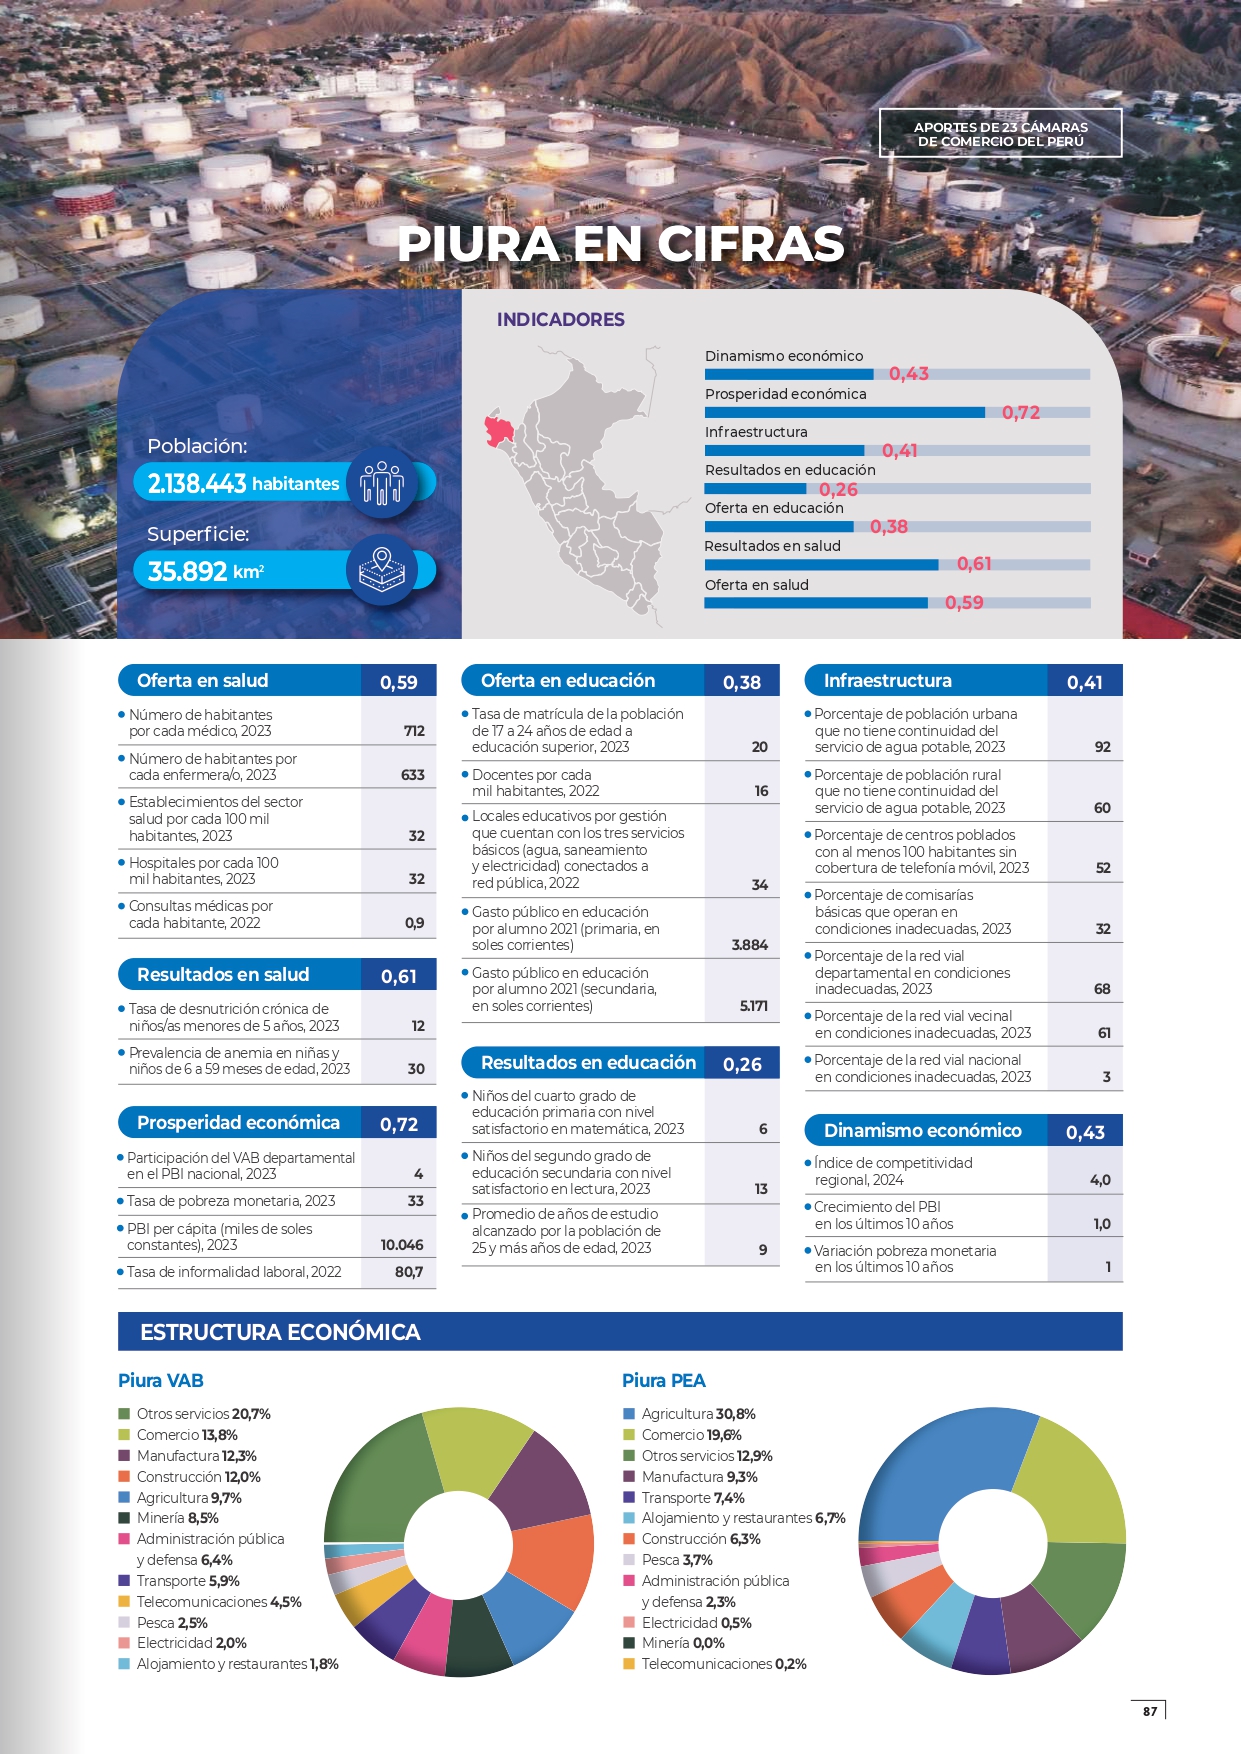 APORTES DE 23 CÁMARAS
DE COMERCIO DEL PERÚ
PIURA EN CIFRAS
Población:
2.138.443 habitantes
Superficie:
35.892 km²
INDICADORES
Dinamismo económico
0,43
Prosperidad económica
0,72
Infraestructura
0,41
Resultados en educación
0,26
Oferta en educación
0,38
Resultados en salud
0,61
Oferta en salud
0,59
Oferta en salud 0,59
Número de habitantes
por cada médico, 2023 712
Número de habitantes por
cada enfermera/o, 2023 633
Establecimientos del sector
salud por cada 100 mil
habitantes, 2023 32
Hospitales por cada 100
mil habitantes, 2023 32
Consultas médicas por
cada habitante, 2022 0,9
Resultados en salud 0,61
Tasa de desnutrición crónica de
niños/as menores de 5 años, 2023 12
Prevalencia de anemia en niñas y
niños de 6 a 59 meses de edad, 2023 30
Prosperidad económica 0,72
Participación del VAB departamental
en el PBI nacional, 2023 4
Tasa de pobreza monetaria, 2023 33
PBI per cápita (miles de soles
constantes), 2023 10.046
Tasa de informalidad laboral, 2022 80,7
Oferta en educación 0,38
Tasa de matrícula de la población
de 17 a 24 años de edad a
educación superior, 2023 20
Docentes por cada
mil habitantes, 2022 16
Locales educativos por gestión
que cuentan con los tres servicios
básicos (agua, saneamiento
y electricidad) conectados a
red pública, 2022 34
Gasto público en educación
por alumno 2021 (primaria, en
soles corrientes) 3.884
Gasto público en educación
por alumno 2021 (secundaria,
en soles corrientes) 5.171
Resultados en educación 0,26
Niños del cuarto grado de
educación primaria con nivel
satisfactorio en matemática, 2023 6
Niños del segundo grado de
educación secundaria con nivel
satisfactorio en lectura, 2023 13
Promedio de años de estudio
alcanzado por la población de
25 y más años de edad, 2023 9
Infraestructura 0,41
Porcentaje de población urbana
que no tiene continuidad del
servicio de agua potable, 2023 92
Porcentaje de población rural
que no tiene continuidad del
servicio de agua potable, 2023 60
Porcentaje de centros poblados
con al menos 100 habitantes sin
cobertura de telefonía móvil, 2023 52
Porcentaje de comisarías
básicas que operan en
condiciones inadecuadas, 2023 32
Porcentaje de la red vial
departamental en condiciones
inadecuadas, 2023 68
Porcentaje de la red vial vecinal
en condiciones inadecuadas, 2023 61
Porcentaje de la red vial nacional
en condiciones inadecuadas, 2023 3
Dinamismo económico 0,43
Índice de competitividad
regional, 2024 4,0
Crecimiento del PBI
en los últimos 10 años 1,0
Variación pobreza monetaria
en los últimos 10 años 1
ESTRUCTURA ECONÓMICA
Piura VAB
Otros servicios 20,7%
Comercio 13,8%
Manufactura 12,3%
Construcción 12,0%
Agricultura 9,7%
Minería 8,5%
Administración pública
y defensa 6,4%
Transporte 5,9%
Telecomunicaciones 4,5%
Pesca 2,5%
Electricidad 2,0%
Alojamiento y restaurantes 1,8%
Piura PEA
Agricultura 30,8%
Comercio 19,6%
Otros servicios 12,9%
Manufactura 9,3%
Transporte 7,4%
Alojamiento y restaurantes 6,7%
Construcción 6,3%
Pesca 3,7%
Administración pública
y defensa 2,3%
Electricidad 0,5%
Minería 0,0%
Telecomunicaciones 0,2%
87